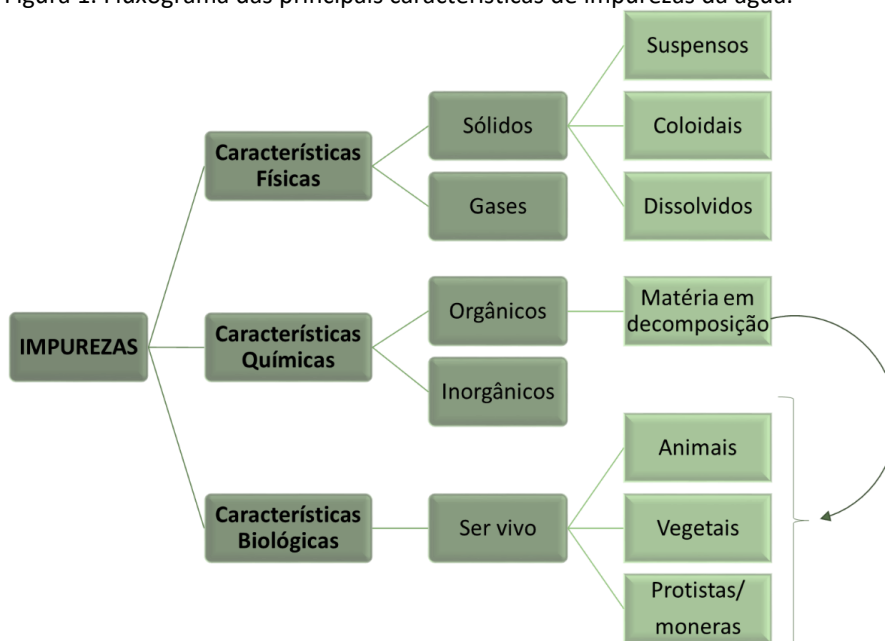 Figura 1. Fluxograma das principais características de impurezas da água.
Suspensos
Sólidos
Coloidais
Características
Físicas
Gases
Dissolvidos
Orgânicos
Matéria em
decomposição
IMPUREZAS
Características
Químicas
Inorgânicos
Animais
Características
Biológicas
Ser vivo
Vegetais
Protistas/
moneras